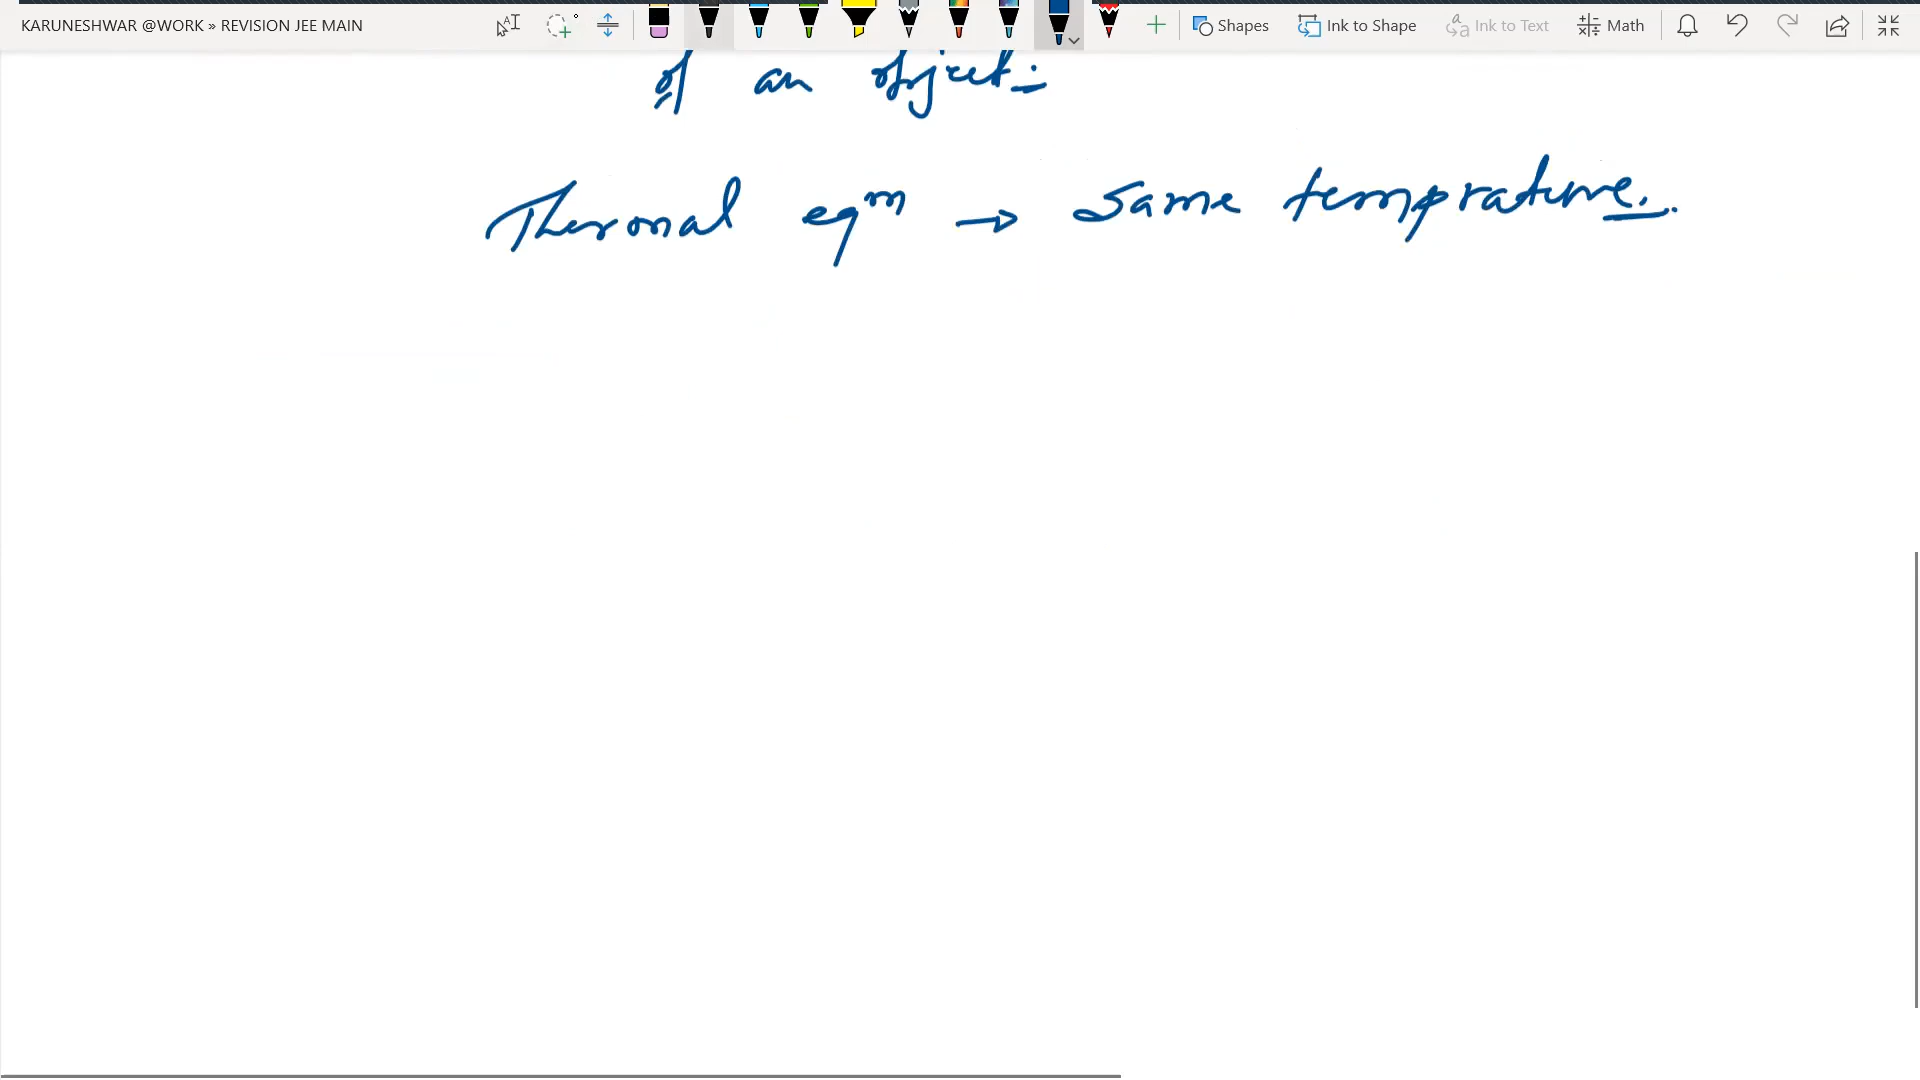 KARUNESHWAR @WORK » REVISION JEE MAIN
Shapes
Ink to Shape
Ink to Text
Math
of an object:
Thermal eqm → Same temprature.